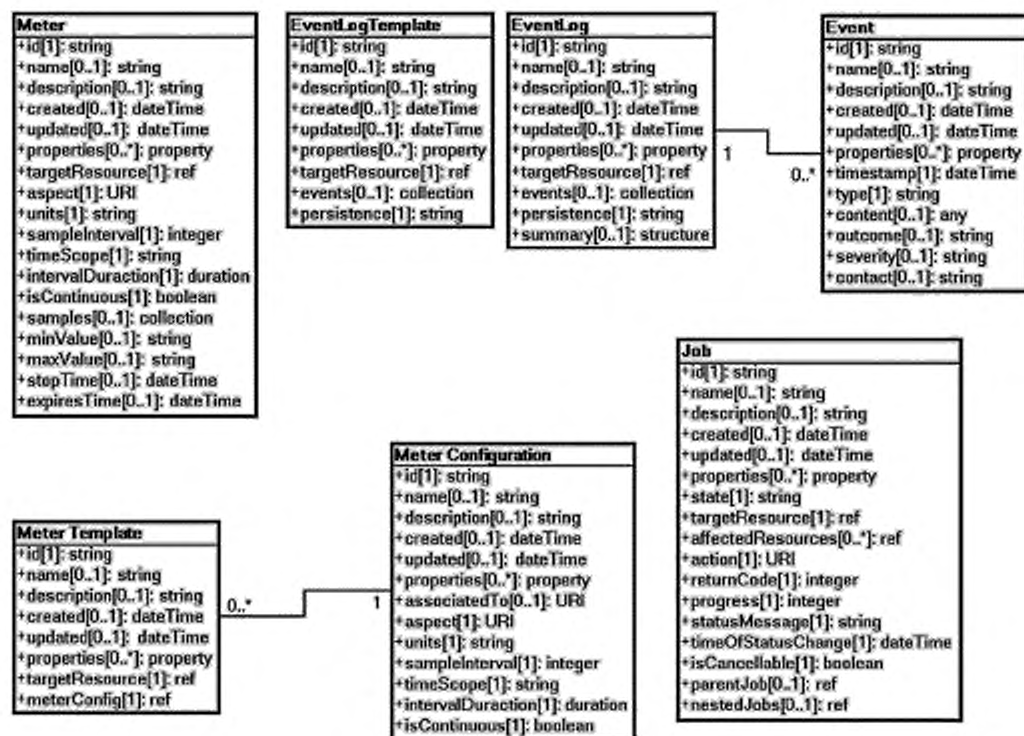 Meter
+id[1]: string
+name[0..1]: string
+description[0..1]: string
+created[0..1]: dateTime
+updated[0..1]: dateTime
+properties[0..*]: property
+targetResource[1]: ref
+aspect[1]: URI
+units[1]: string
+sampleInterval[1]: integer
+timeScope[1]: string
+intervalDuraction[1]: duration
+isContinuous[1]: boolean
+samples[0..1]: collection
+minValue[0..1]: string
+maxValue[0..1]: string
+stopTime[0..1]: dateTime
+expiresTime[0..1]: dateTime
EventLogTemplate
+id[1]: string
+name[0..1]: string
+description[0..1]: string
+created[0..1]: dateTime
+updated[0..1]: dateTime
+properties[0..*]: property
+targetResource[1]: ref
+events[0..1]: collection
+persistence[1]: string
EventLog
+id[1]: string
+name[0..1]: string
+description[0..1]: string
+created[0..1]: dateTime
+updated[0..1]: dateTime
+properties[0..*]: property
+targetResource[1]: ref
+events[0..1]: collection
+persistence[1]: string
+summary[0..1]: structure
1
0..*
Event
+id[1]: string
+name[0..1]: string
+description[0..1]: string
+created[0..1]: dateTime
+updated[0..1]: dateTime
+properties[0..*]: property
+timestamp[1]: dateTime
+type[1]: string
+content[0..1]: any
+outcome[0..1]: string
+severity[0..1]: string
+contact[0..1]: string
Meter Template
+id[1]: string
+name[0..1]: string
+description[0..1]: string
+created[0..1]: dateTime
+updated[0..1]: dateTime
+properties[0..*]: property
+targetResource[1]: ref
+meterConfig[1]: ref
0..*
1
Meter Configuration
+id[1]: string
+name[0..1]: string
+description[0..1]: string
+created[0..1]: dateTime
+updated[0..1]: dateTime
+properties[0..*]: property
+associatedTo[0..1]: URI
+aspect[1]: URI
+units[1]: string
+sampleInterval[1]: integer
+timeScope[1]: string
+intervalDuraction[1]: duration
+isContinuous[1]: boolean
Job
+id[1]: string
+name[0..1]: string
+description[0..1]: string
+created[0..1]: dateTime
+updated[0..1]: dateTime
+properties[0..*]: property
+state[1]: string
+targetResource[1]: ref
+affectedResources[0..*]: ref
+action[1]: URI
+returnCode[1]: integer
+progress[1]: integer
+statusMessage[1]: string
+timeOfStatusChange[1]: dateTime
+isCancellable[1]: boolean
+parentJob[0..1]: ref
+nestedJobs[0..1]: ref